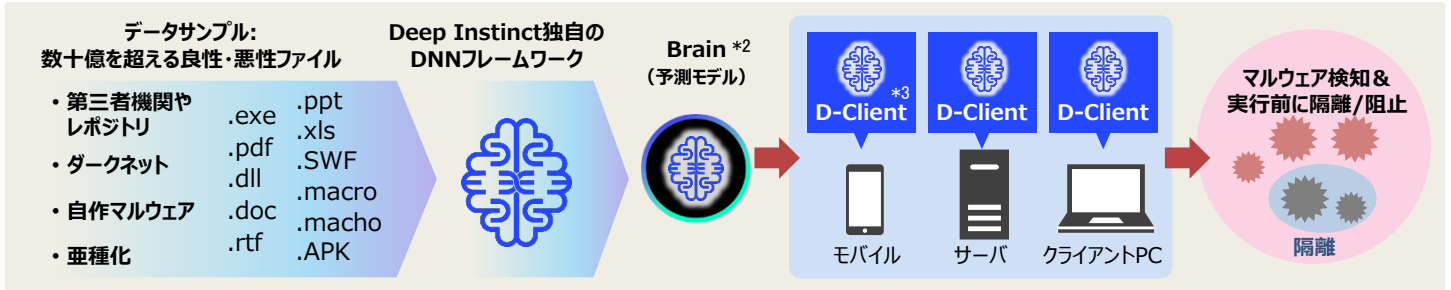 データサンプル:
数十億を超える良性・悪性ファイル
・第三者機関や
レポジトリ
・ダークネット
・自作マルウェア
・亜種化
.exe
.pdf
.dll
.doc
.rtf
.ppt
.xls
.SWF
.macro
.macho
.APK
Deep Instinct独自の
DNNフレームワーク
Brain *2
（予測モデル）
*3
D-Client
D-Client
D-Client
モバイル
サーバ
クライアントPC
マルウェア検知＆
実行前に隔離/阻止
隔離